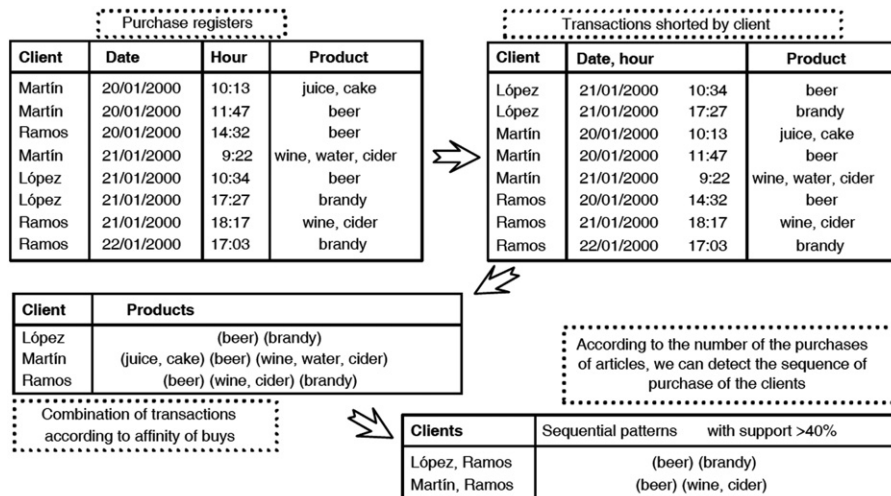 Purchase registers
Client Date Hour Product
Martín 20/01/2000 10:13 juice, cake
Martín 20/01/2000 11:47 beer
Ramos 20/01/2000 14:32 beer
Martín 21/01/2000 9:22 wine, water, cider
López 21/01/2000 10:34 beer
López 21/01/2000 17:27 brandy
Ramos 21/01/2000 18:17 wine, cider
Ramos 22/01/2000 17:03 brandy
Transactions shorted by client
Client Date, hour Product
López 21/01/2000 10:34 beer
López 21/01/2000 17:27 brandy
Martín 20/01/2000 10:13 juice, cake
Martín 20/01/2000 11:47 beer
Martín 21/01/2000 9:22 wine, water, cider
Ramos 20/01/2000 14:32 beer
Ramos 21/01/2000 18:17 wine, cider
Ramos 22/01/2000 17:03 brandy
Client Products
López (beer) (brandy)
Martín (juice, cake) (beer) (wine, water, cider)
Ramos (beer) (wine, cider) (brandy)
According to the number of the purchases
of articles, we can detect the sequence of
purchase of the clients
Combination of transactions
according to affinity of buys
Clients Sequential patterns with support >40%
López, Ramos (beer) (brandy)
Martín, Ramos (beer) (wine, cider)